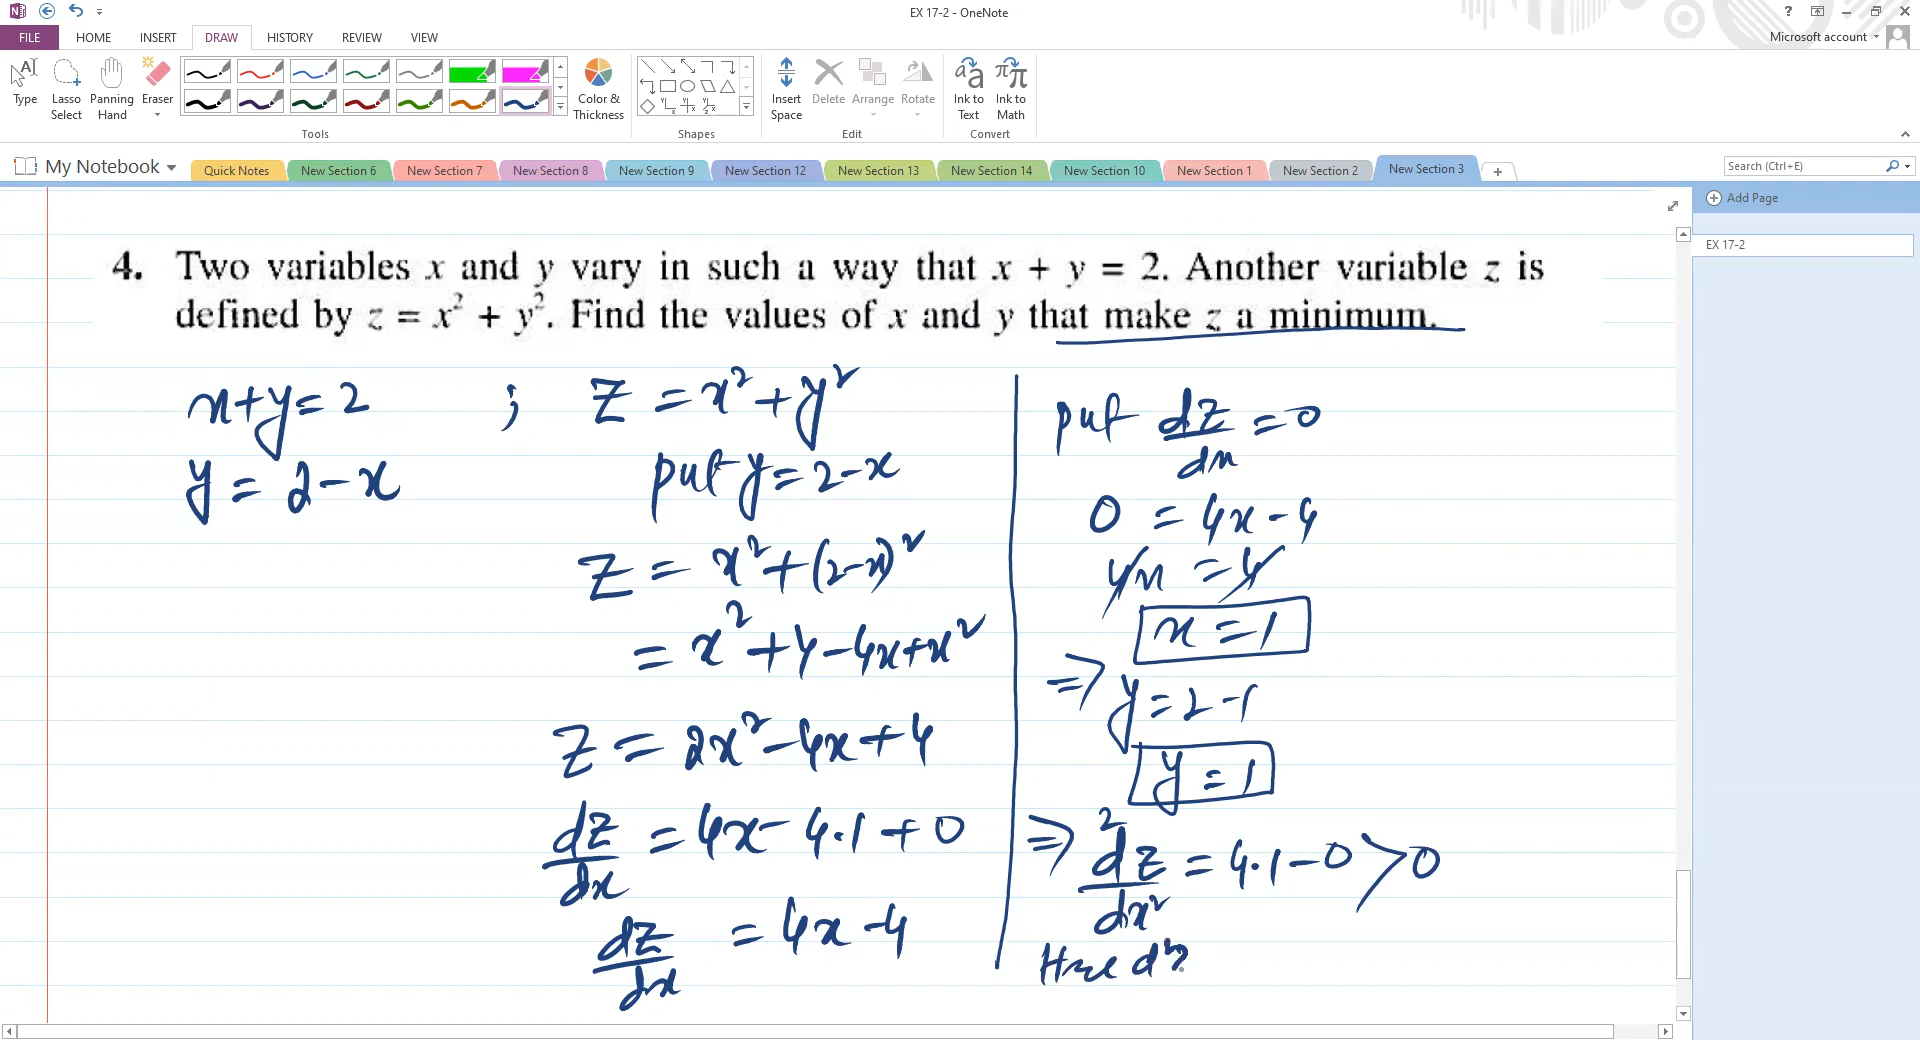 EX 17-2 - OneNote
Microsoft account
FILE HOME INSERT DRAW HISTORY REVIEW VIEW
Type
Lasso Select
Panning Hand
Eraser
Color & Thickness
Insert Space
Delete
Arrange
Rotate
Ink to Text
Ink to Math
Tools
Shapes
Edit
Convert
My Notebook
Quick Notes
New Section 6
New Section 7
New Section 8
New Section 9
New Section 12
New Section 13
New Section 14
New Section 10
New Section 1
New Section 2
New Section 3
Search (Ctrl+E)
Add Page
EX 17-2
4. Two variables x and y vary in such a way that x + y = 2. Another variable z is
defined by z = x² + y². Find the values of x and y that make z a minimum.
x+y=2 ; z = x²+y²
y = 2-x
put y=2-x
z = x²+(2-x)²
= x²+4-4x+x²
z = 2x²-4x+4
dz/dx = 4x-4·1+0
dz/dx = 4x-4
put dz/dx = 0
0 = 4x-4
4x = 4
x = 1
⇒ y=2-1
y = 1
⇒ d²z/dx² = 4·1-0 > 0